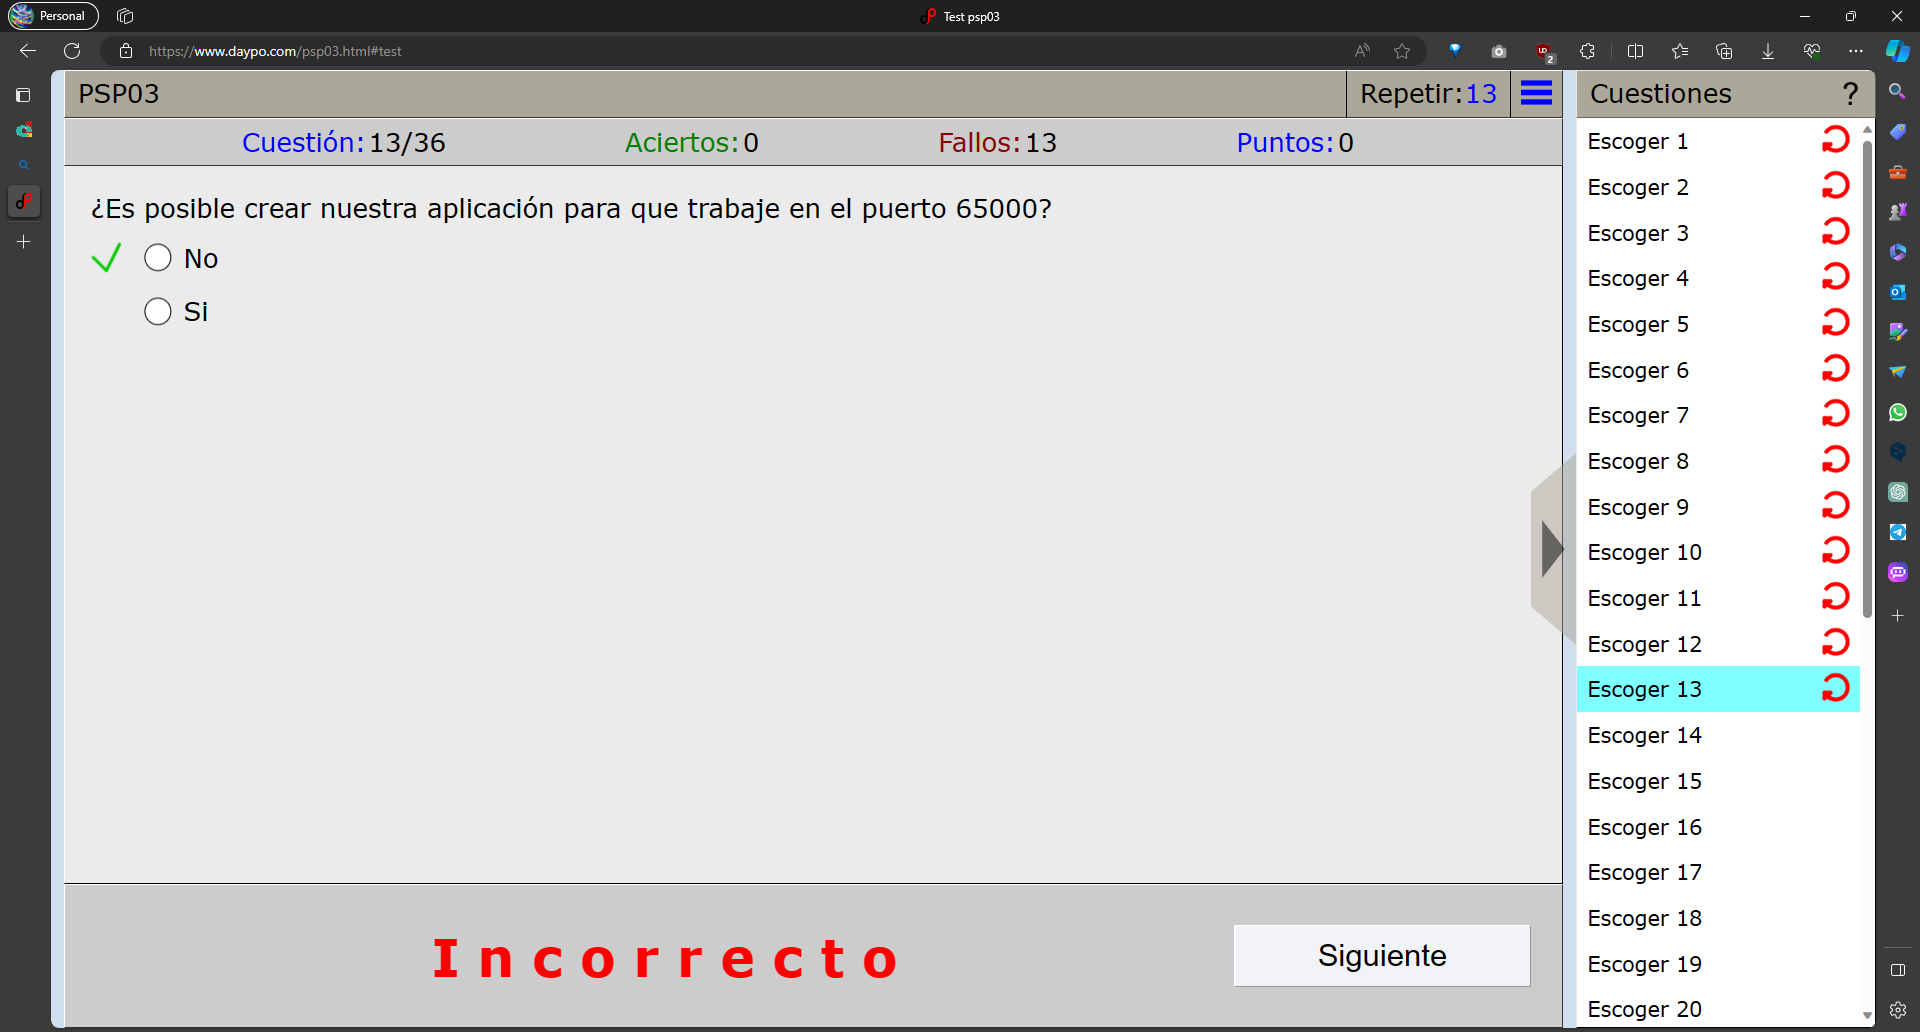 Personal
Test psp03
https://www.daypo.com/psp03.html#test
2
PSP03
Repetir:13
Cuestión:13/36
Aciertos:0
Fallos:13
Puntos:0
¿Es posible crear nuestra aplicación para que trabaje en el puerto 65000?
No
Si
Incorrecto
Siguiente
Cuestiones ?
Escoger 1
Escoger 2
Escoger 3
Escoger 4
Escoger 5
Escoger 6
Escoger 7
Escoger 8
Escoger 9
Escoger 10
Escoger 11
Escoger 12
Escoger 13
Escoger 14
Escoger 15
Escoger 16
Escoger 17
Escoger 18
Escoger 19
Escoger 20